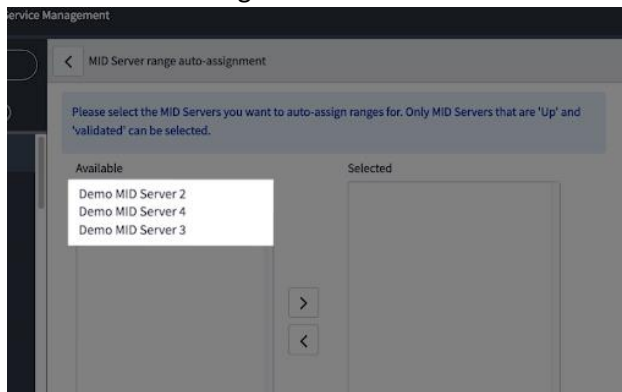 Service Management
MID Server range auto-assignment
Please select the MID Servers you want to auto-assign ranges for. Only MID Servers that are 'Up' and
'validated' can be selected.
Available
Selected
Demo MID Server 2
Demo MID Server 4
Demo MID Server 3